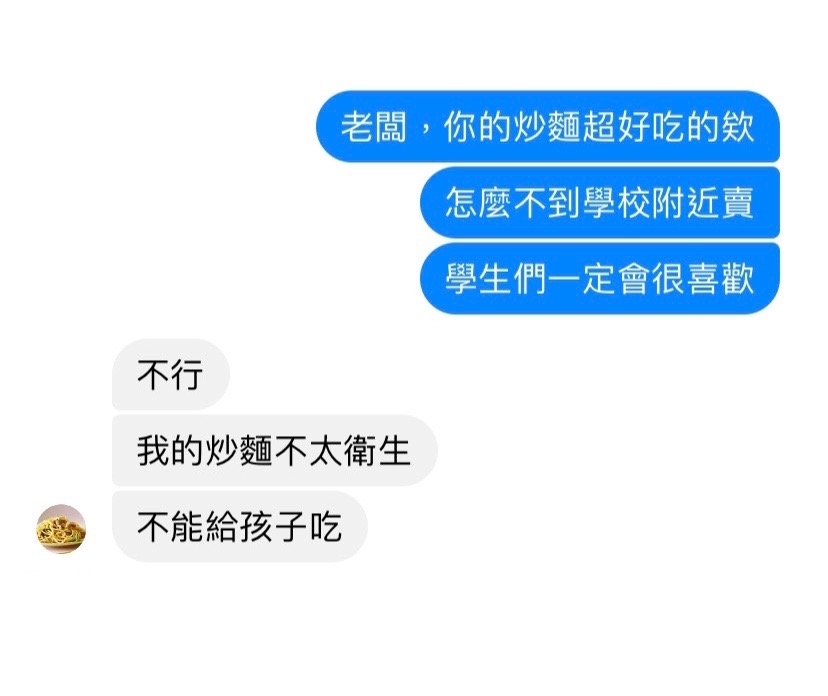 老闆，你的炒麵超好吃的欸
怎麼不到學校附近賣
學生們一定會很喜歡
不行
我的炒麵不太衛生
不能給孩子吃